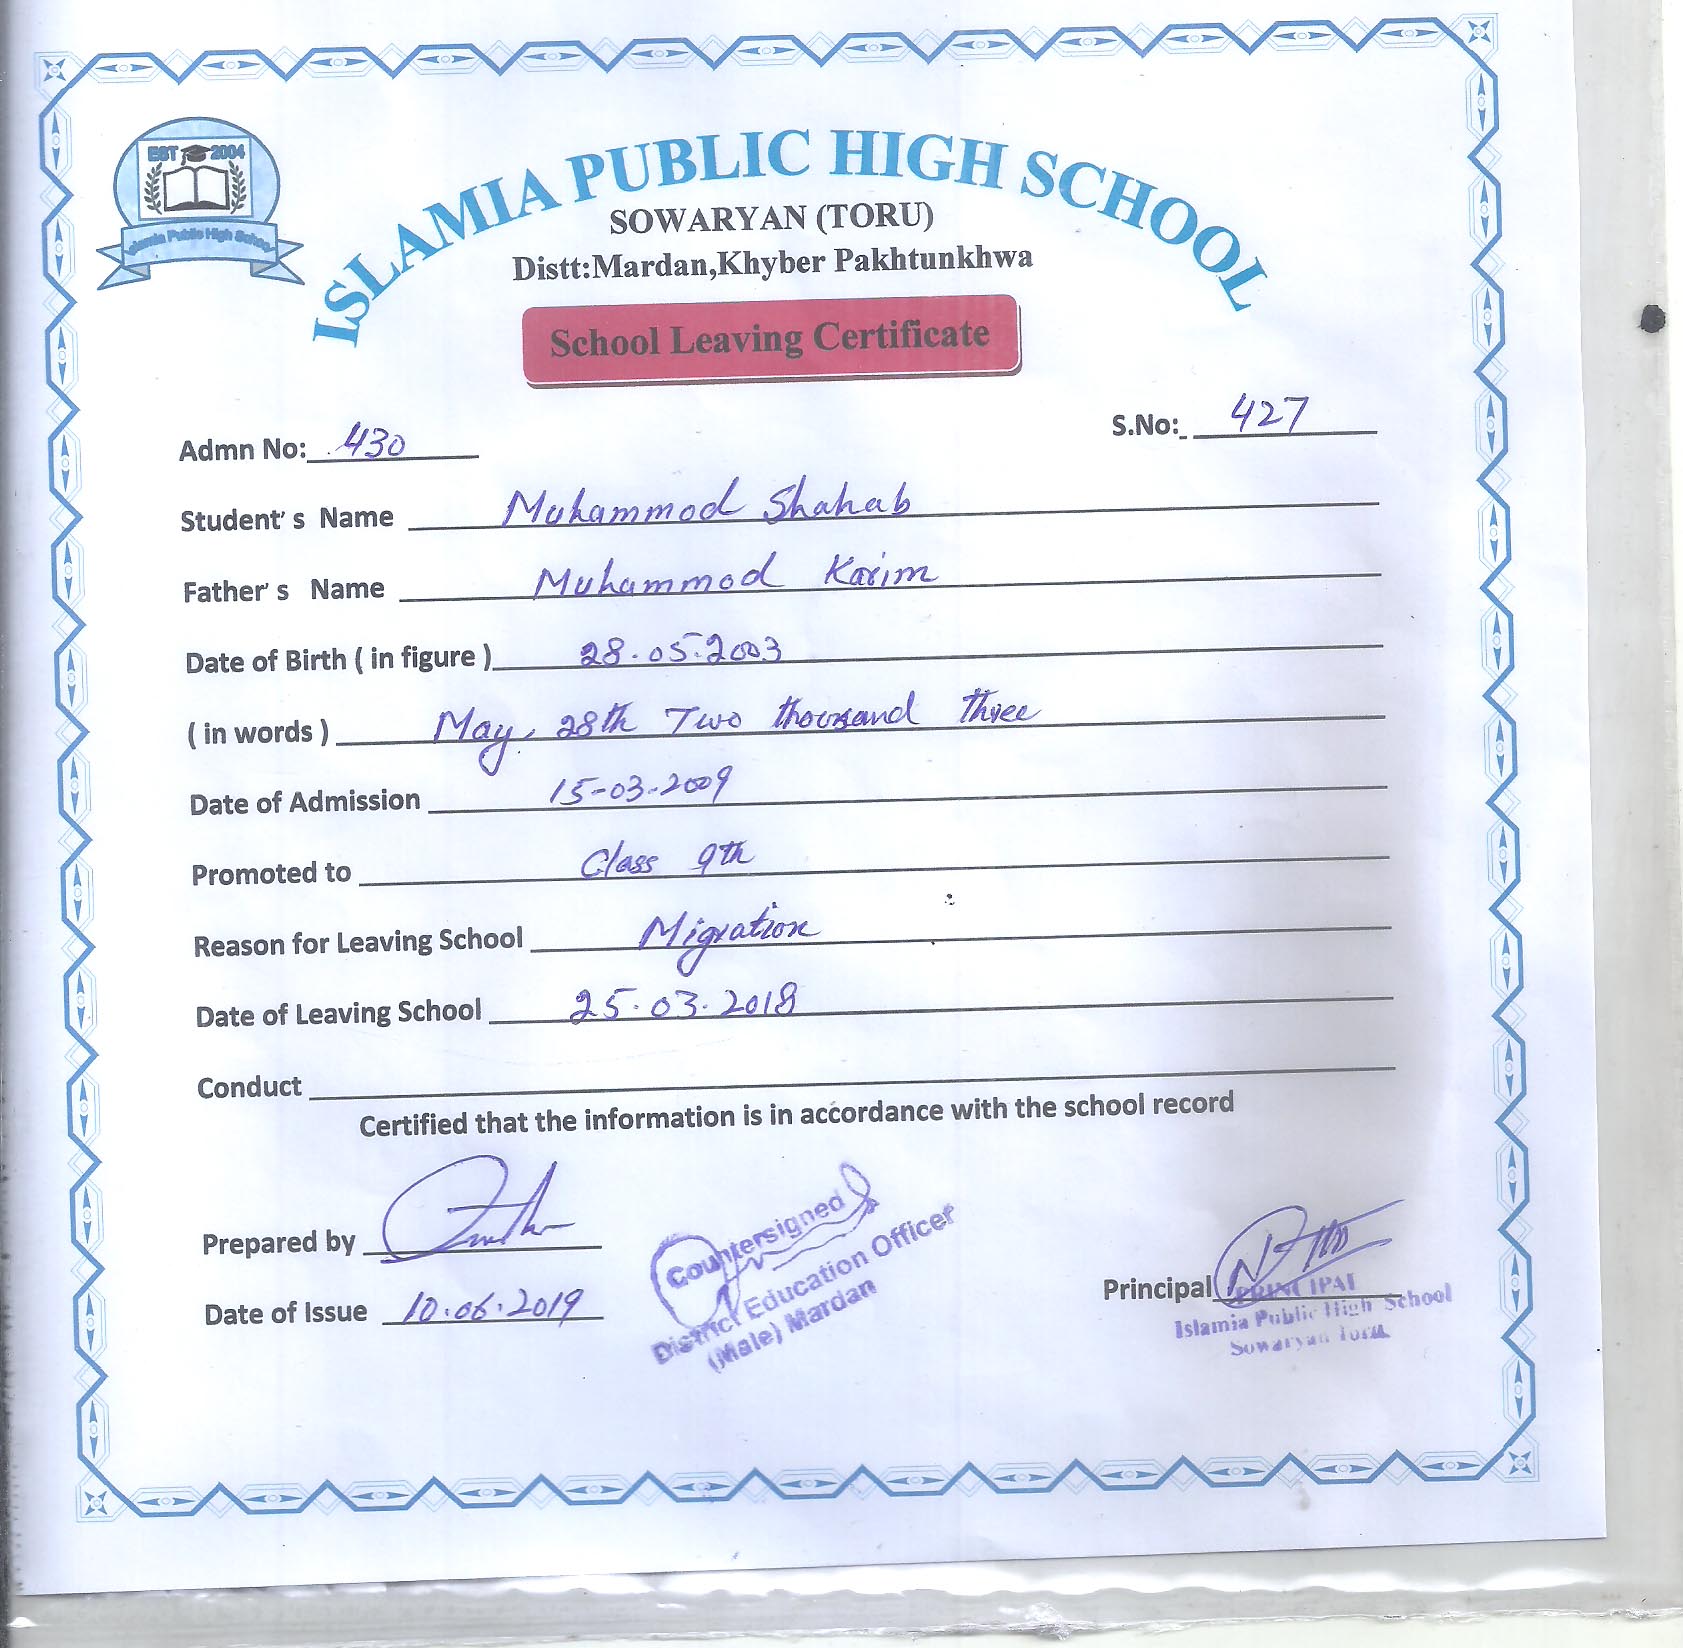 EST 2004
Islamia Public High School
ISLAMIA PUBLIC HIGH SCHOOL
SOWARYAN (TORU)
Distt:Mardan,Khyber Pakhtunkhwa
School Leaving Certificate
Admn No: 430 S.No: 427
Student's Name Muhammod Shahab
Father's Name Muhammod Karim
Date of Birth ( in figure ) 28.05.2003
( in words ) May, 28th Two thousand three
Date of Admission 15-03-2009
Promoted to Class 9th
Reason for Leaving School Migration
Date of Leaving School 25.03.2018
Conduct
Certified that the information is in accordance with the school record
Prepared by
Date of Issue 10.06.2019
Countersigned
District Education Officer
(Male) Mardan
Principal
PRINCIPAL
Islamia Public High School
Sowaryan Toru